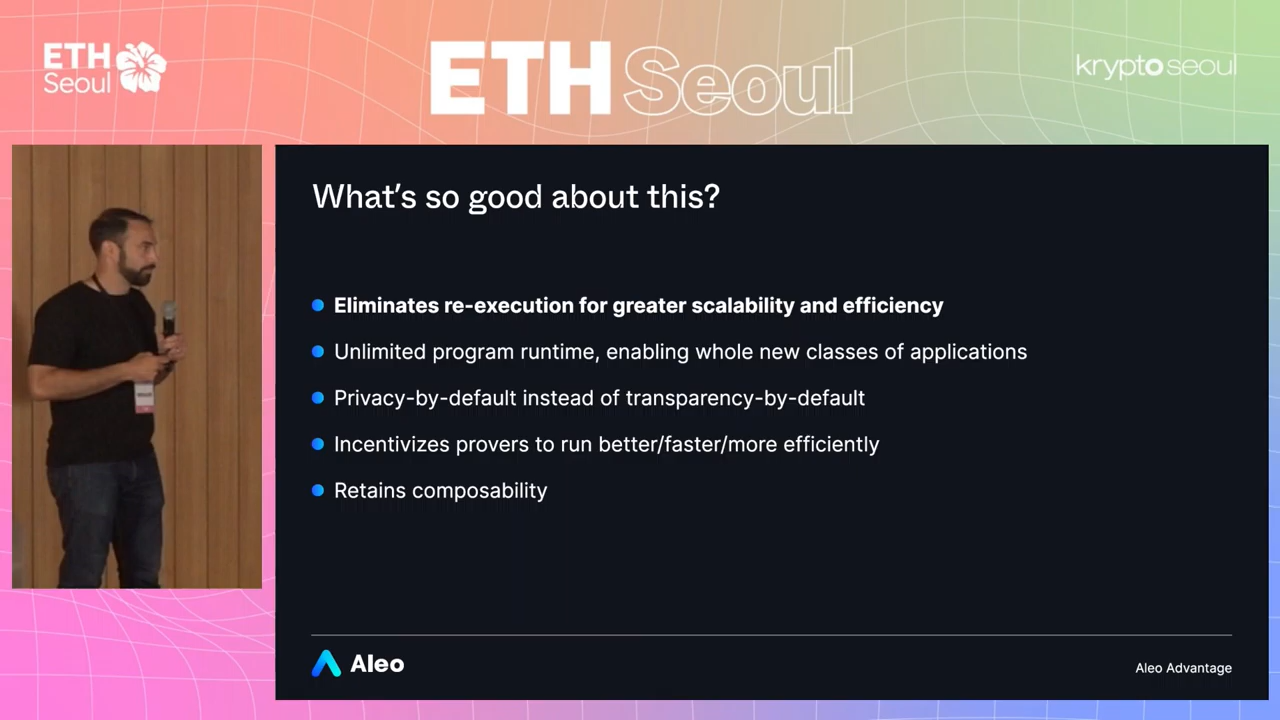 ETH
Seoul
ETH Seoul
kryptoseoul
What's so good about this?
Eliminates re-execution for greater scalability and efficiency
Unlimited program runtime, enabling whole new classes of applications
Privacy-by-default instead of transparency-by-default
Incentivizes provers to run better/faster/more efficiently
Retains composability
Aleo
Aleo Advantage